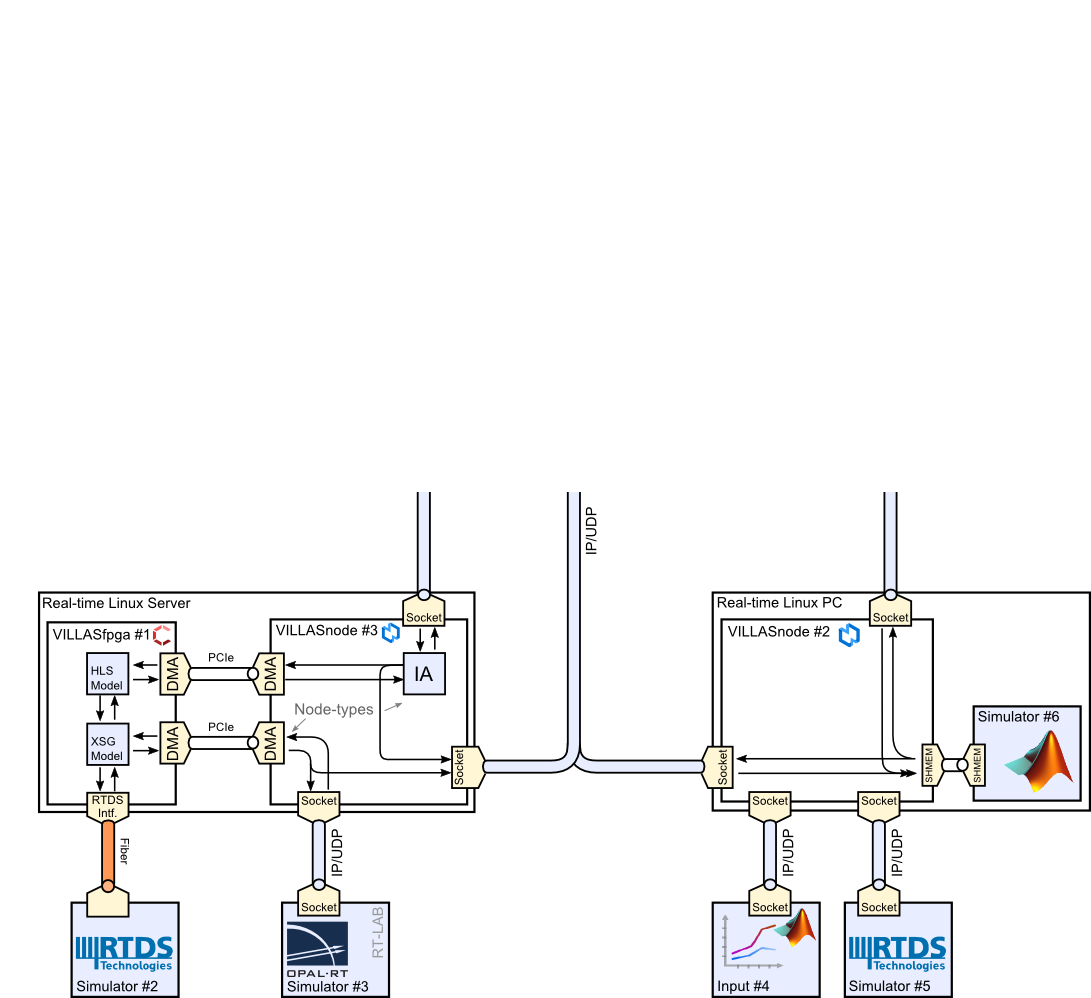 IP/UDP
Real-time Linux Server
Socket
VILLASfpga #1
VILLASnode #3
HLS
Model
DMA
PCIe
DMA
IA
Node-types
XSG
Model
DMA
PCIe
DMA
Socket
RTDS
Intf.
Socket
Fiber
IP/UDP
Socket
RTDS
Technologies
Simulator #2
RT-LAB
OPAL-RT
Simulator #3
Real-time Linux PC
Socket
VILLASnode #2
Simulator #6
Socket
SHMEM
SHMEM
Socket
Socket
IP/UDP
IP/UDP
Socket
Socket
Input #4
RTDS
Technologies
Simulator #5